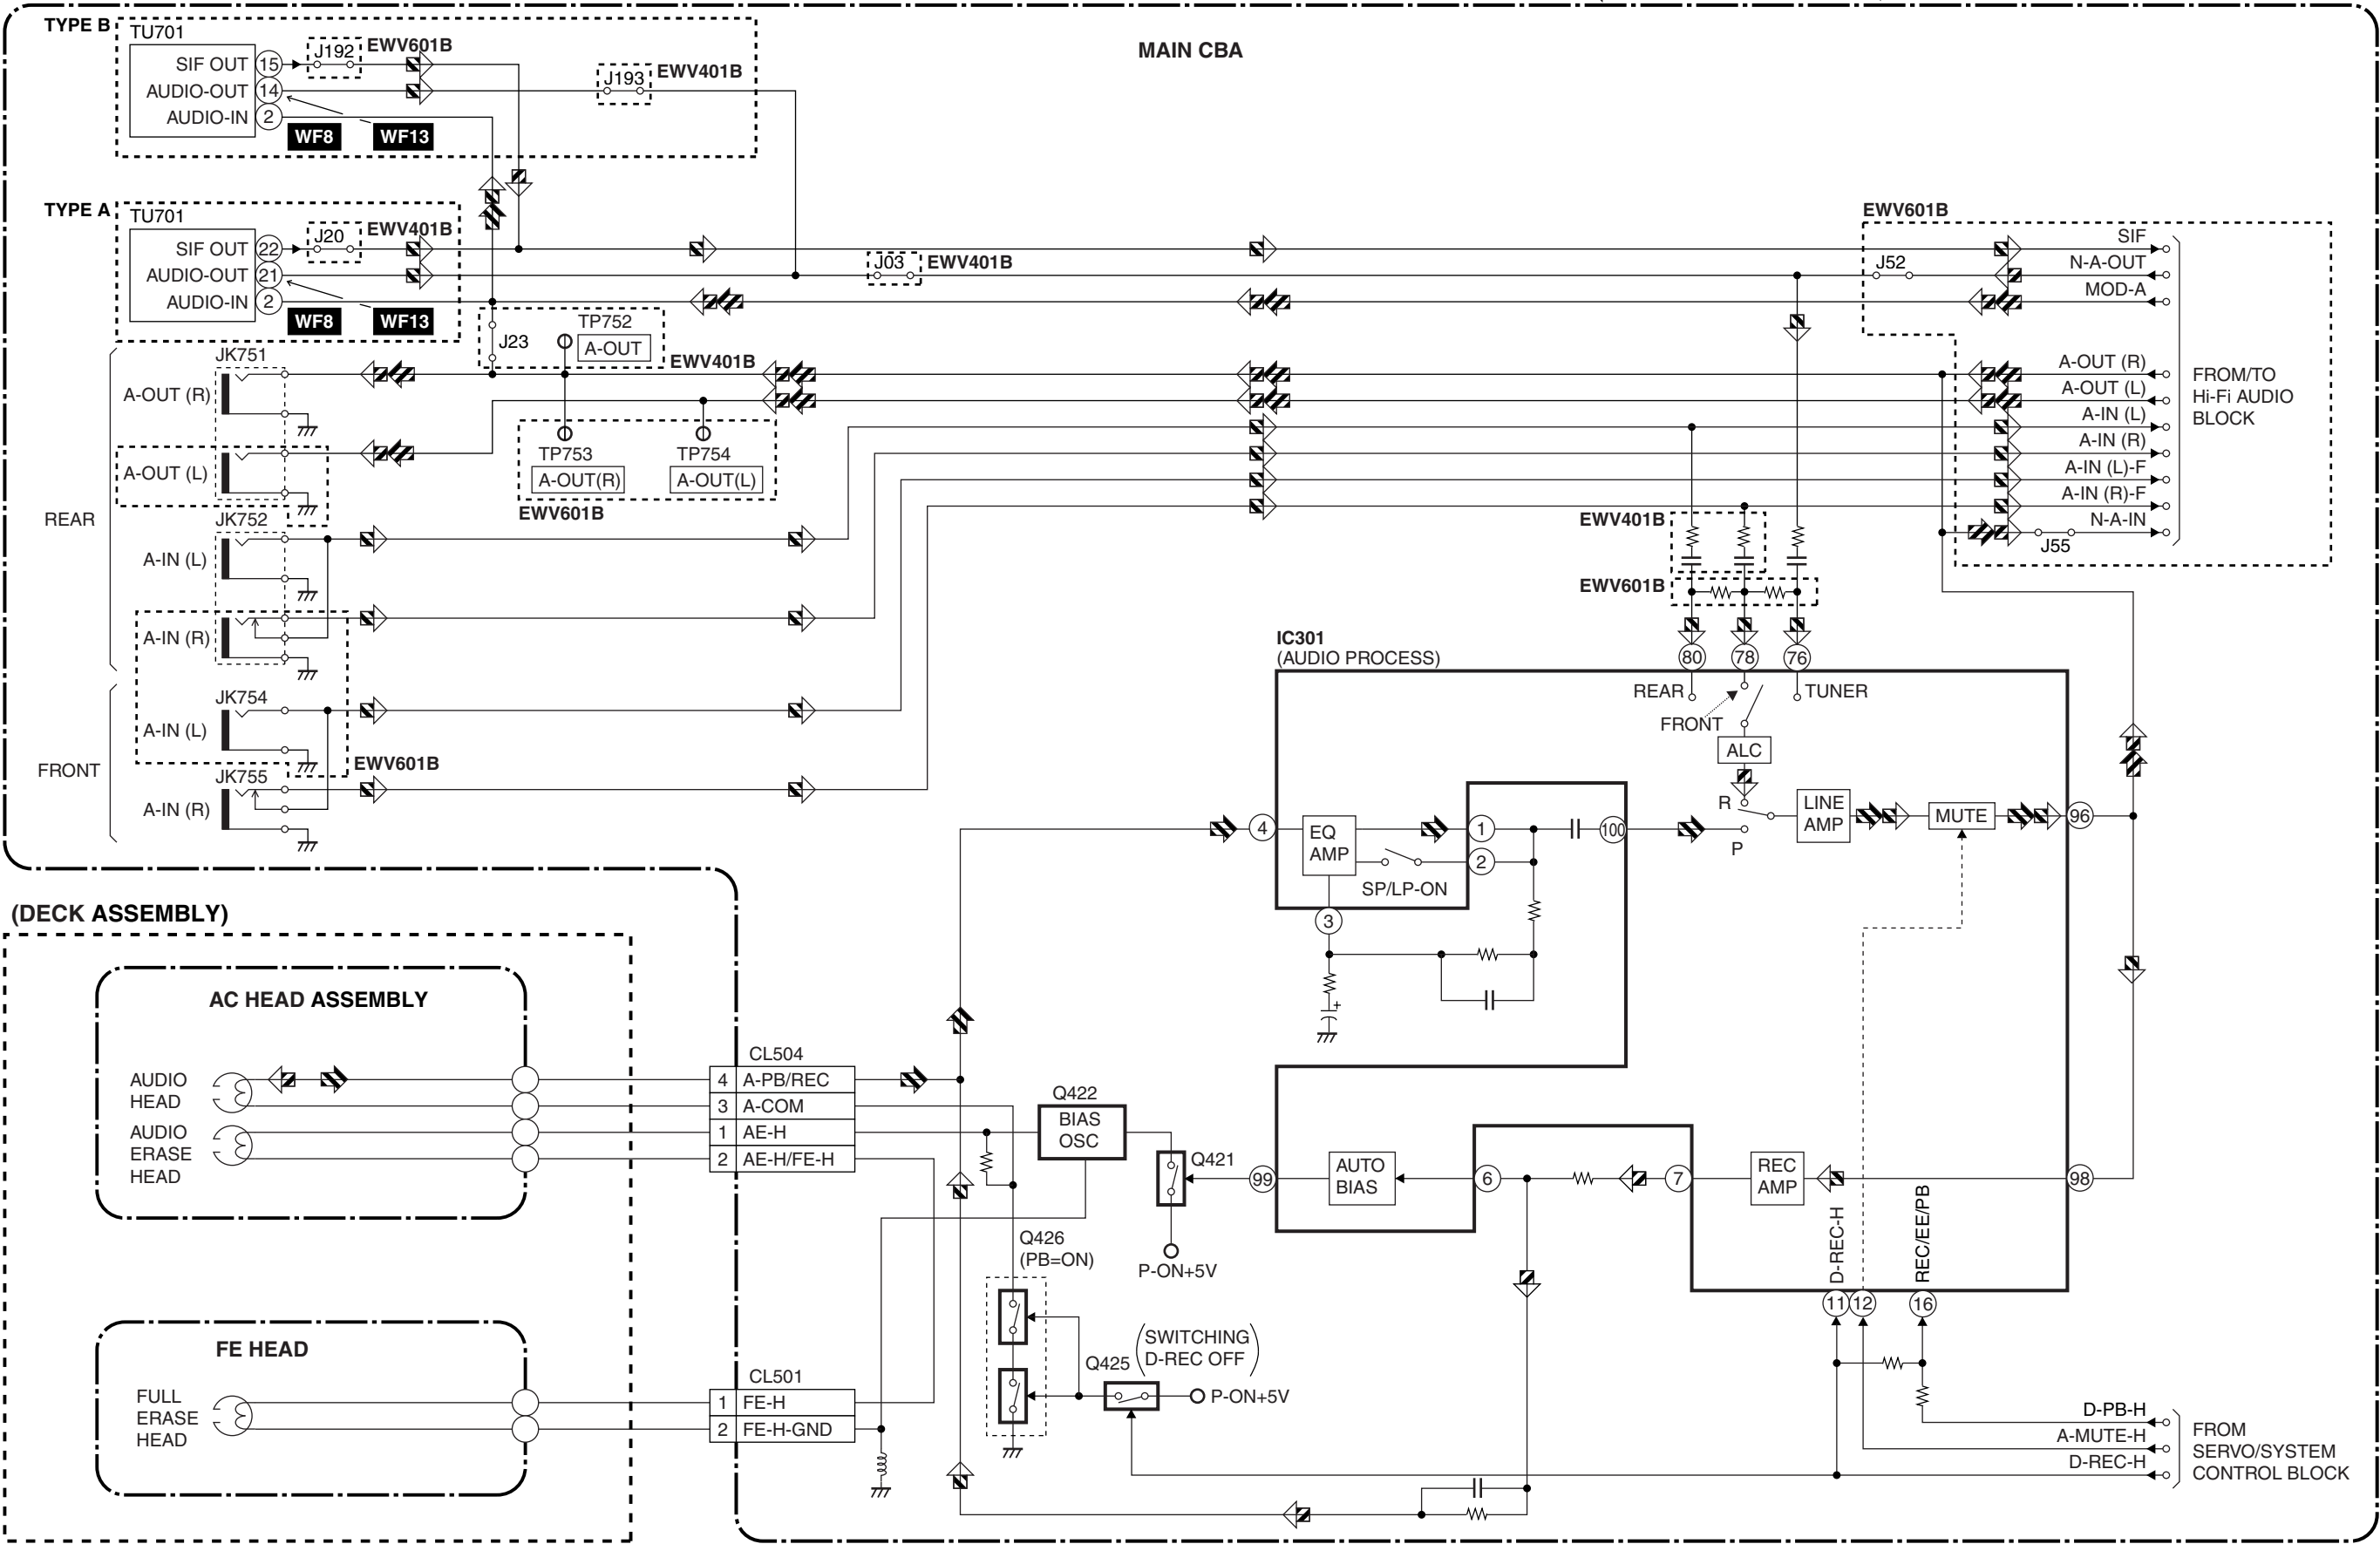 MAIN CBA
TYPE B
TU701
SIF OUT 15
AUDIO-OUT 14
AUDIO-IN 2
J192
EWV601B
J193
EWV401B
WF8
WF13
TYPE A
TU701
SIF OUT 22
AUDIO-OUT 21
AUDIO-IN 2
J20
EWV401B
WF8
WF13
J03
EWV401B
EWV601B
J52
SIF
N-A-OUT
MOD-A
A-OUT (R)
A-OUT (L)
A-IN (L)
A-IN (R)
A-IN (L)-F
A-IN (R)-F
N-A-IN
J55
FROM/TO
Hi-Fi AUDIO
BLOCK
J23
TP752
A-OUT
EWV401B
TP753
A-OUT(R)
TP754
A-OUT(L)
EWV601B
REAR
JK751
A-OUT (R)
A-OUT (L)
JK752
A-IN (L)
A-IN (R)
FRONT
JK754
A-IN (L)
EWV601B
JK755
A-IN (R)
EWV401B
EWV601B
IC301
(AUDIO PROCESS)
80
78
76
REAR
FRONT
TUNER
ALC
R
P
LINE
AMP
MUTE
96
4
EQ
AMP
1
2
100
SP/LP-ON
3
(DECK ASSEMBLY)
AC HEAD ASSEMBLY
AUDIO
HEAD
AUDIO
ERASE
HEAD
CL504
4 A-PB/REC
3 A-COM
1 AE-H
2 AE-H/FE-H
Q422
BIAS
OSC
Q421
P-ON+5V
99
AUTO
BIAS
6
7
REC
AMP
98
D-REC-H
REC/EE/PB
11
12
16
Q426
(PB=ON)
Q425
(SWITCHING
D-REC OFF)
P-ON+5V
FE HEAD
FULL
ERASE
HEAD
CL501
1 FE-H
2 FE-H-GND
D-PB-H
A-MUTE-H
D-REC-H
FROM
SERVO/SYSTEM
CONTROL BLOCK